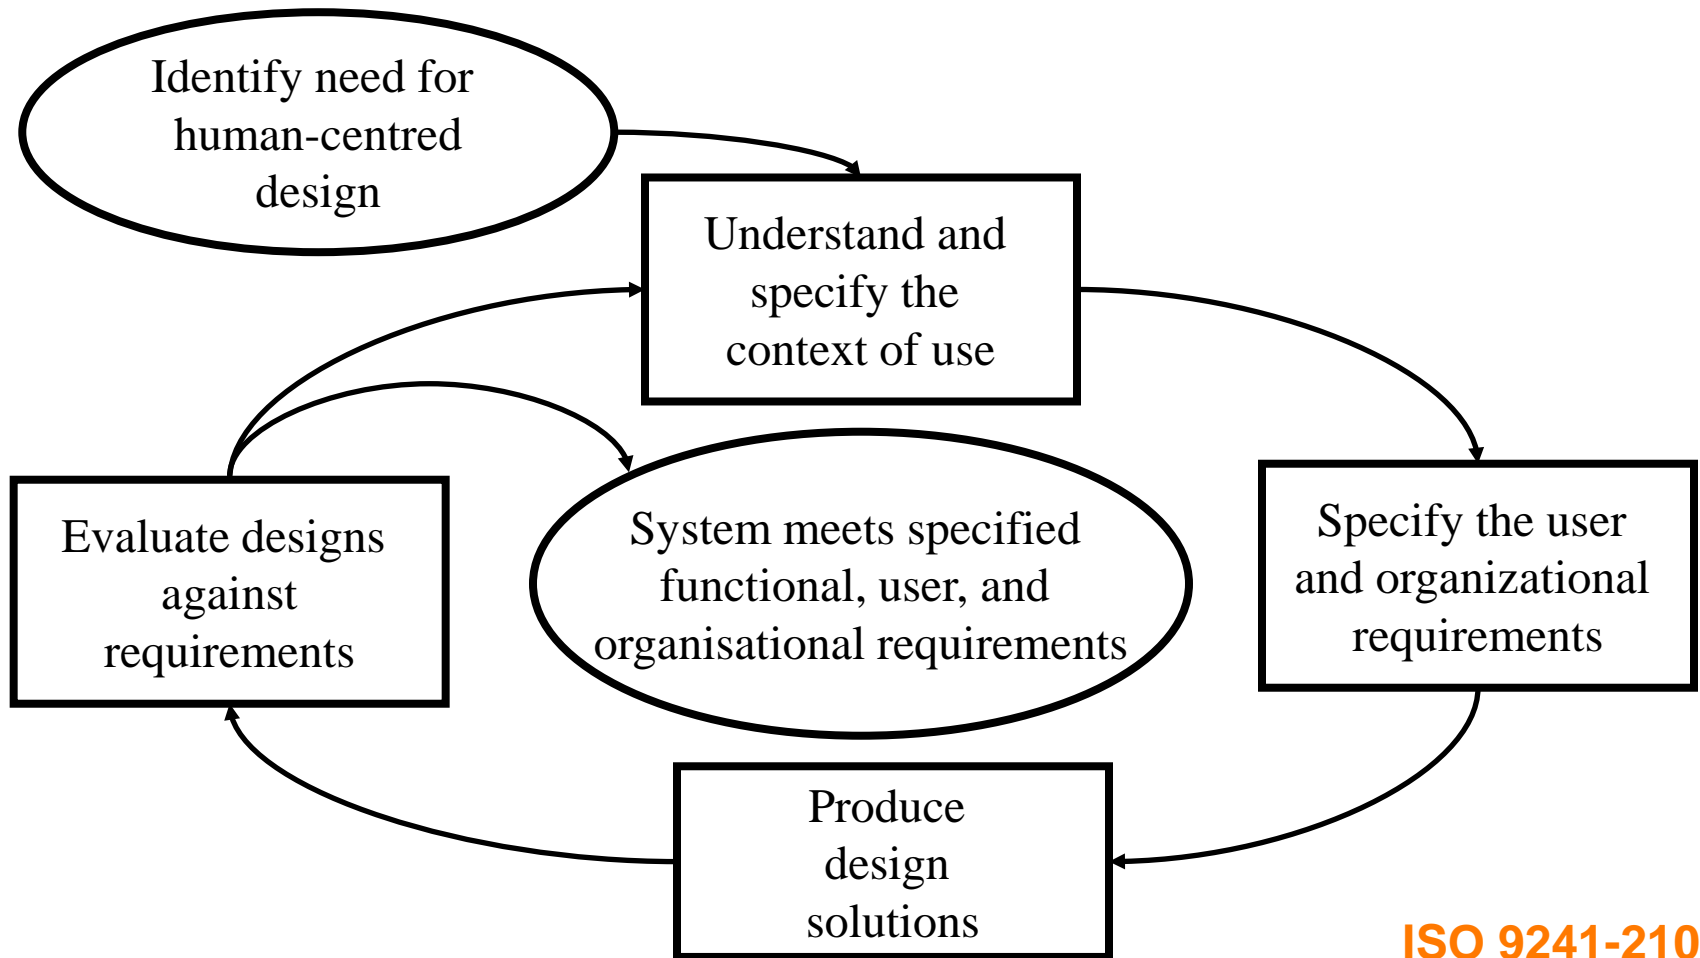 Identify need for
human-centred
design
Understand and
specify the
context of use
Evaluate designs
against
requirements
System meets specified
functional, user, and
organisational requirements
Specify the user
and organizational
requirements
Produce
design
solutions
ISO 9241-210